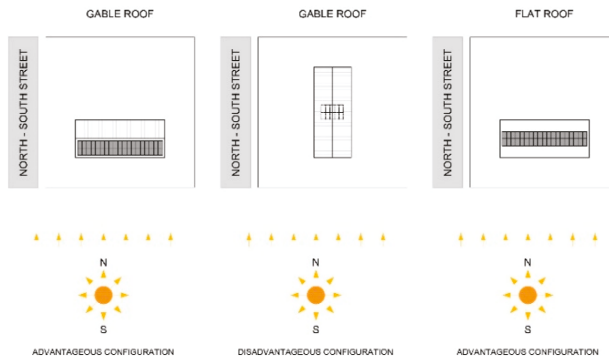 GABLE ROOF
GABLE ROOF
FLAT ROOF
NORTH - SOUTH STREET
NORTH - SOUTH STREET
NORTH - SOUTH STREET
N
N
N
S
S
S
ADVANTAGEOUS CONFIGURATION
DISADVANTAGEOUS CONFIGURATION
ADVANTAGEOUS CONFIGURATION